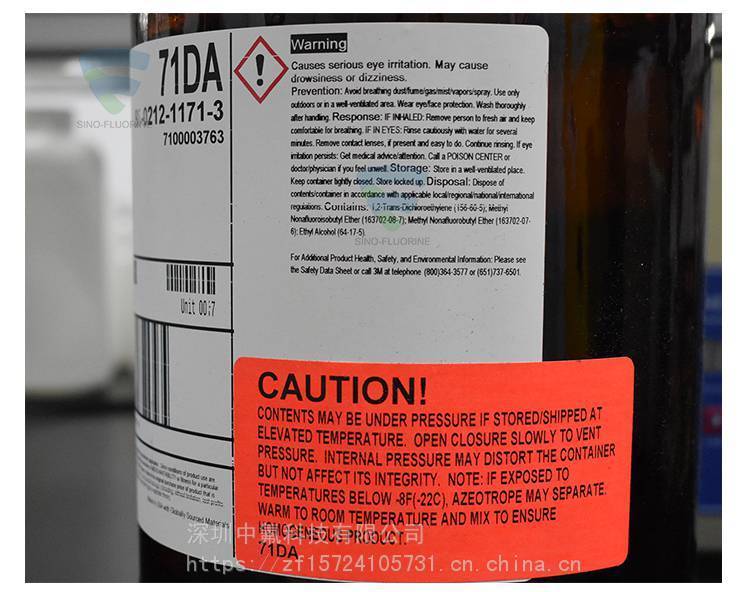 71DA
0212-1171-3
7100003763
Unit 00:7
Warning
Causes serious eye irritation. May cause
drowsiness or dizziness.
Prevention: Avoid breathing dust/fume/gas/mist/vapors/spray. Use only
outdoors or in a well-ventilated area. Wear eye/face protection. Wash thoroughly
after handling. Response: IF INHALED: Remove person to fresh air and keep
comfortable for breathing. IF IN EYES: Rinse cautiously with water for several
minutes. Remove contact lenses, if present and easy to do. Continue rinsing. If eye
irritation persists: Get medical advice/attention. Call a POISON CENTER or
doctor/physician if you feel unwell. Storage: Store in a well-ventilated place.
Keep container tightly closed. Store locked up. Disposal: Dispose of
contents/container in accordance with applicable local/regional/national/international
regulations. Contains: 1,2-Trans-Dichloroethylene (156-60-5); Methyl
Nonafluoroisobutyl Ether (163702-08-7); Methyl Nonafluorobutyl Ether (163702-07-
6); Ethyl Alcohol (64-17-5).
For Additional Product Health, Safety, and Environmental Information: Please see
the Safety Data Sheet or call 3M at telephone (800)364-3577 or (651)737-6501.
SINO-FLUORINE
SINO-FLUORINE
with Globally Sourced Materials
CAUTION!
CONTENTS MAY BE UNDER PRESSURE IF STORED/SHIPPED AT
ELEVATED TEMPERATURE. OPEN CLOSURE SLOWLY TO VENT
PRESSURE. INTERNAL PRESSURE MAY DISTORT THE CONTAINER
BUT NOT AFFECT ITS INTEGRITY. NOTE: IF EXPOSED TO
TEMPERATURES BELOW -8F(-22C), AZEOTROPE MAY SEPARATE.
WARM TO ROOM TEMPERATURE AND MIX TO ENSURE
HOMOGENEOUS PRODUCT.
71DA
深圳中氟科技有限公司
https://zf15724105731.cn.china.cn